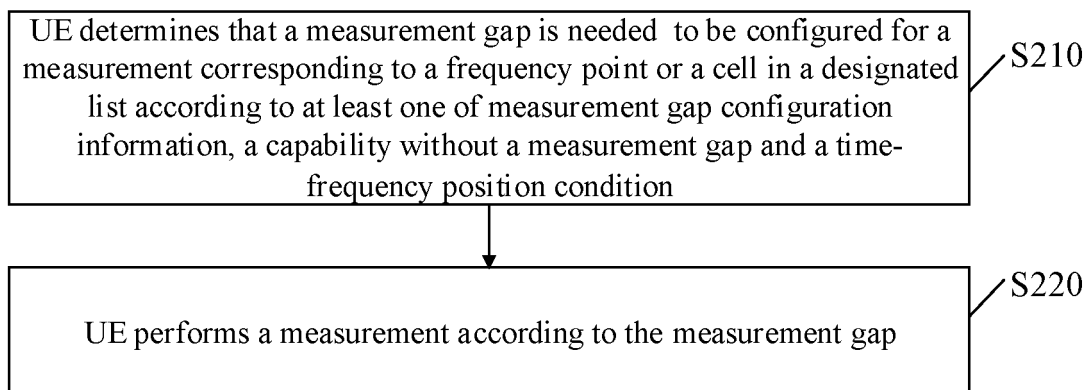 UE determines that a measurement gap is needed to be configured for a
measurement corresponding to a frequency point or a cell in a designated
list according to at least one of measurement gap configuration
information, a capability without a measurement gap and a time-
frequency position condition
S210
UE performs a measurement according to the measurement gap
S220